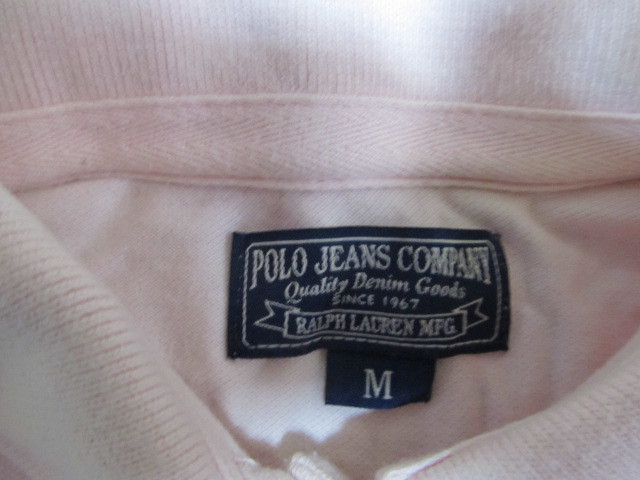 POLO JEANS COMPANY
Quality Denim Goods
SINCE 1967
RALPH LAUREN MFG.
M